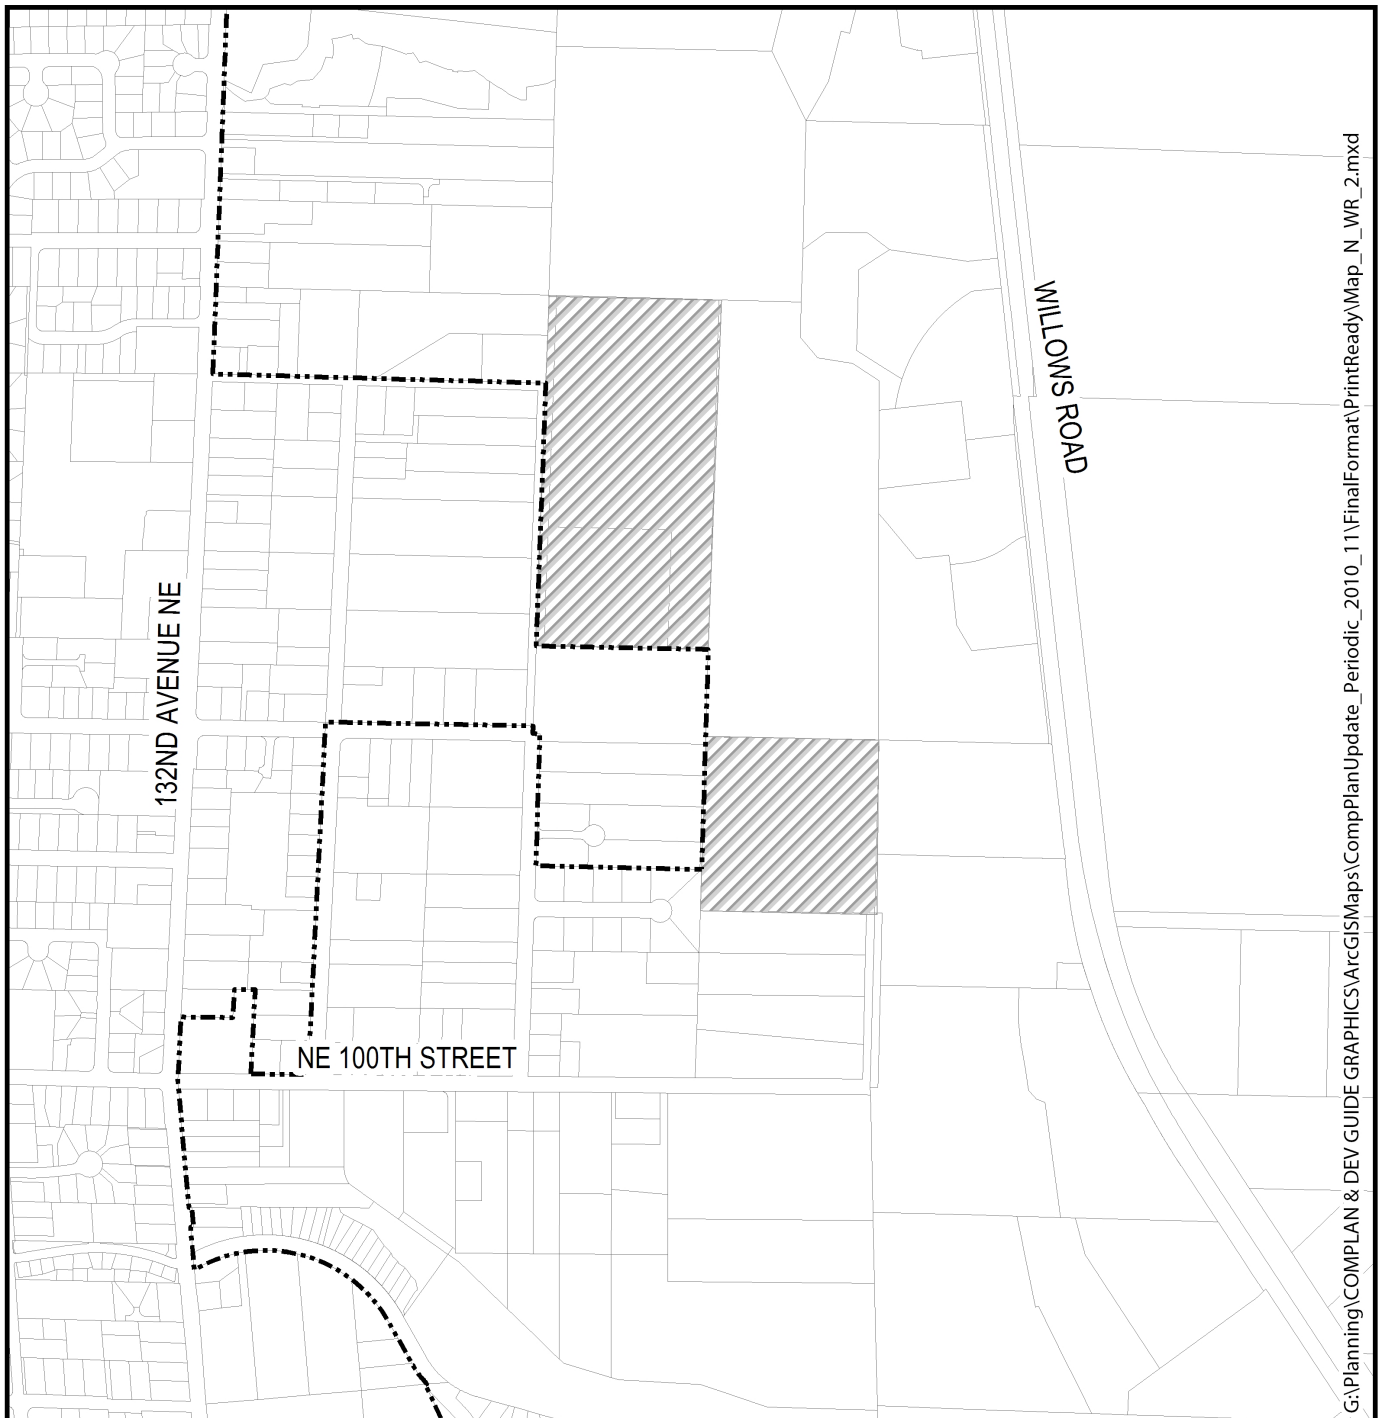 WILLOWS ROAD
132ND AVENUE NE
NE 100TH STREET
G:\Planning\COMPLAN & DEV GUIDE GRAPHICS\ArcGISMaps\CompPlanUpdate_Periodic_2010_11\FinalFormat\PrintReady\Map_N_WR_2.mxd